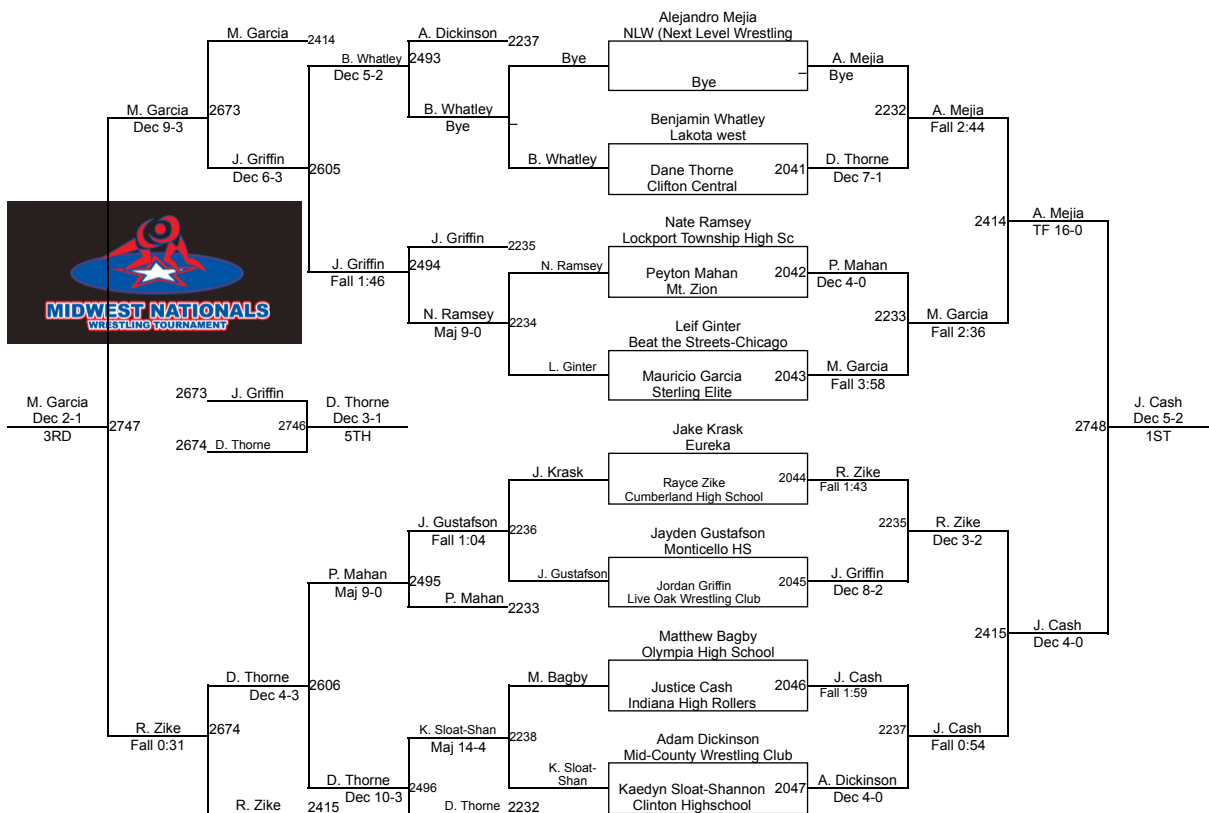 Alejandro Mejia
NLW (Next Level Wrestling
M. Garcia 2414
A. Dickinson 2237
B. Whatley 2493
Dec 5-2
Bye
A. Mejia
Bye
Bye
M. Garcia 2673
Dec 9-3
B. Whatley
Bye
Benjamin Whatley
Lakota west
2232
A. Mejia
Fall 2:44
J. Griffin
Dec 6-3
2605
B. Whatley
Dane Thorne 2041
Clifton Central
D. Thorne
Dec 7-1
Nate Ramsey
Lockport Township High Sc
2414
A. Mejia
TF 16-0
J. Griffin 2235
J. Griffin 2494
Fall 1:46
N. Ramsey
Peyton Mahan 2042
Mt. Zion
P. Mahan
Dec 4-0
MIDWEST NATIONALS
WRESTLING TOURNAMENT
N. Ramsey 2234
Maj 9-0
Leif Ginter
Beat the Streets-Chicago
2233
M. Garcia
Fall 2:36
L. Ginter
Mauricio Garcia 2043
Sterling Elite
M. Garcia
Fall 3:58
M. Garcia
Dec 2-1
3RD
2747
2673 J. Griffin
2674 D. Thorne
2746
D. Thorne
Dec 3-1
5TH
2748
J. Cash
Dec 5-2
1ST
Jake Krask
Eureka
J. Krask
Rayce Zike 2044
Cumberland High School
R. Zike
Fall 1:43
J. Gustafson 2236
Fall 1:04
Jayden Gustafson
Monticello HS
2235
R. Zike
Dec 3-2
P. Mahan 2495
Maj 9-0
J. Gustafson
Jordan Griffin 2045
Live Oak Wrestling Club
J. Griffin
Dec 8-2
P. Mahan 2233
Matthew Bagby
Olympia High School
2415
J. Cash
Dec 4-0
D. Thorne 2606
Dec 4-3
M. Bagby
Justice Cash 2046
Indiana High Rollers
J. Cash
Fall 1:59
R. Zike 2674
Fall 0:31
K. Sloat-Shan 2238
Maj 14-4
Adam Dickinson
Mid-County Wrestling Club
2237
J. Cash
Fall 0:54
D. Thorne 2496
Dec 10-3
K. Sloat-
Shan
Kaedyn Sloat-Shannon 2047
Clinton Highschool
A. Dickinson
Dec 4-0
R. Zike 2415
D. Thorne 2232